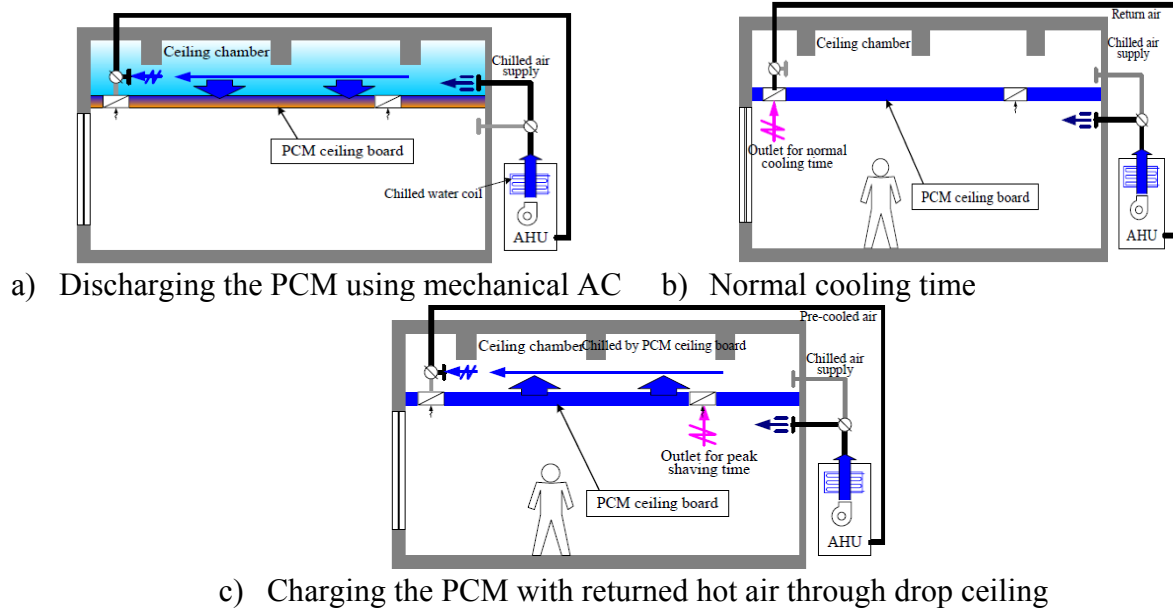 Ceiling chamber
Chilled air
supply
PCM ceiling board
Chilled water
coil
AHU
a) Discharging the PCM using mechanical AC
Return air
Ceiling chamber
Chilled air
supply
Outlet for normal
cooling time
PCM ceiling board
AHU
b) Normal cooling time
Pre-cooled air
Ceiling chamber
Chilled by PCM ceiling board
Chilled air
supply
Outlet for peak
shaving time
PCM ceiling board
AHU
c) Charging the PCM with returned hot air through drop ceiling